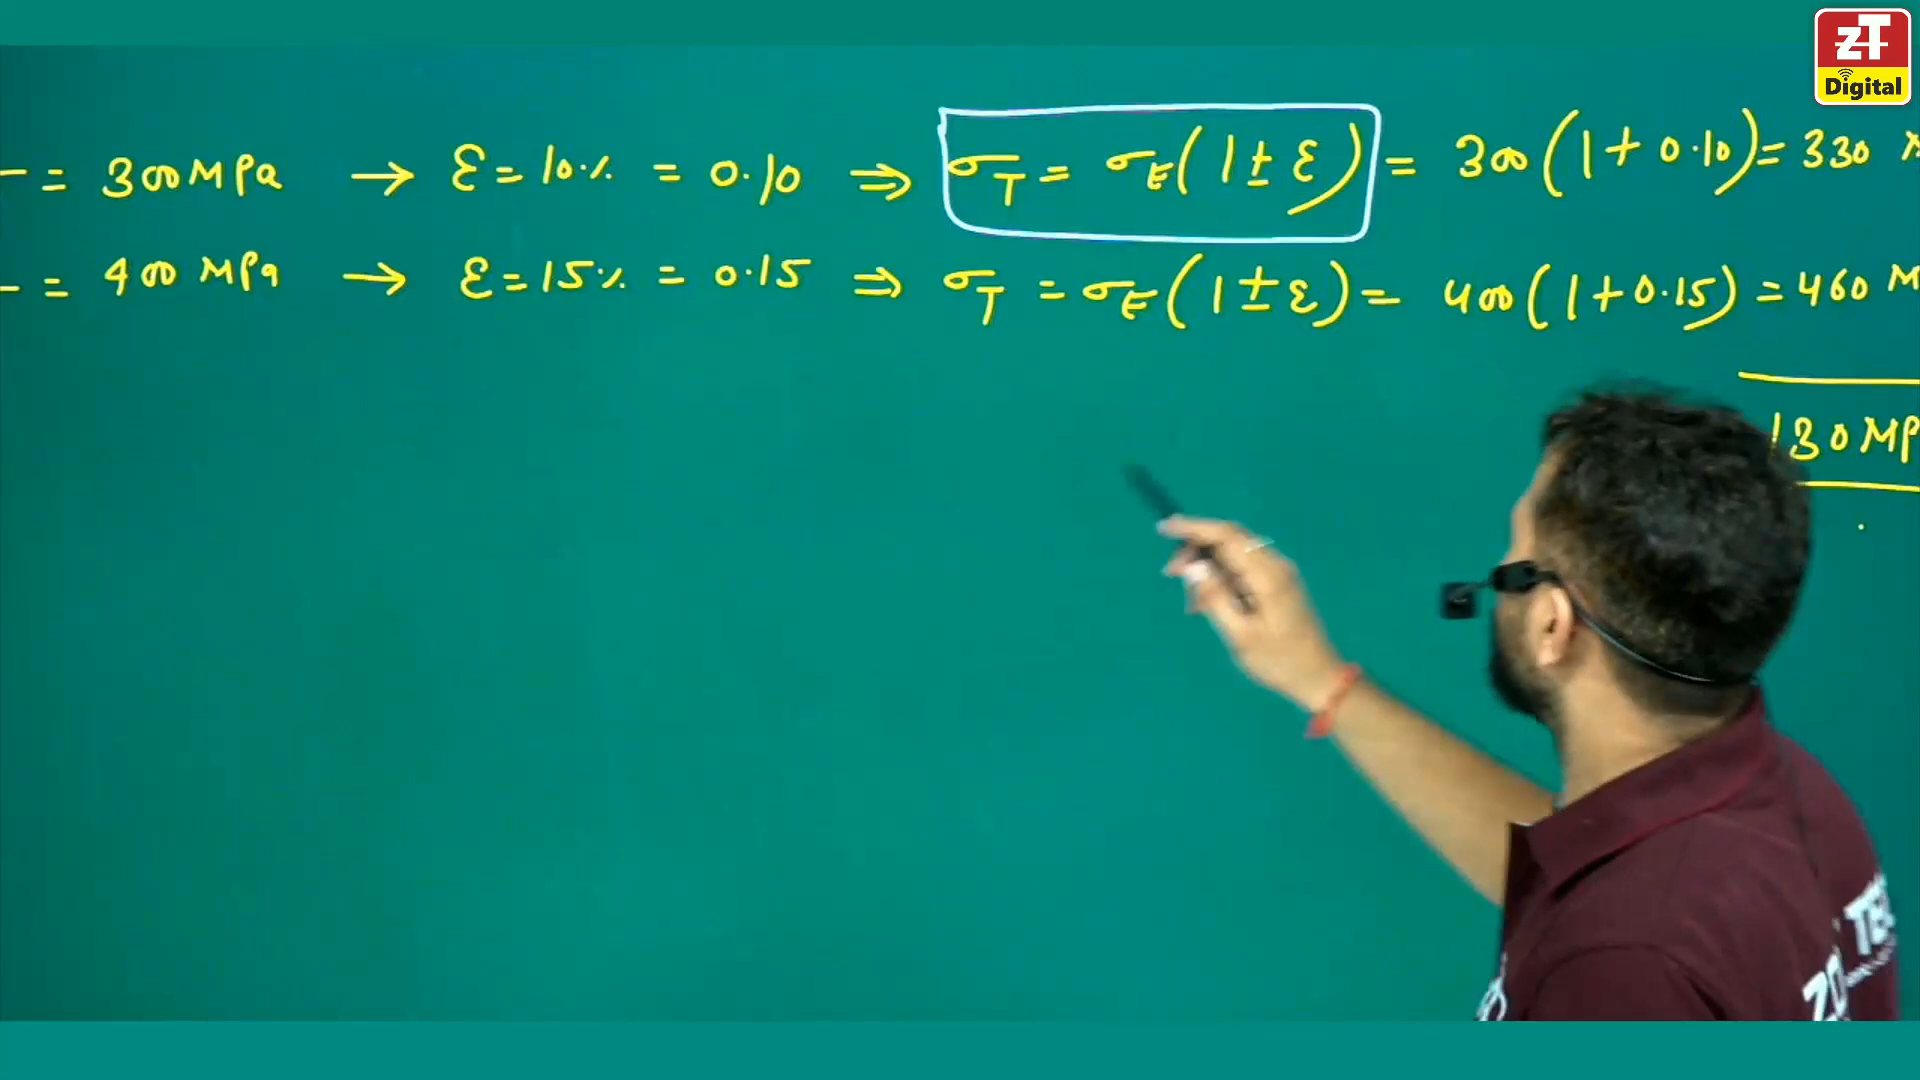 ZT
Digital
= 300 MPa → ε = 10% = 0.10 ⇒ σT = σE(1 ± ε) = 300(1 + 0.10) = 330
= 400 MPa → ε = 15% = 0.15 ⇒ σT = σE(1 ± ε) = 400(1 + 0.15) = 460 M
130 MP